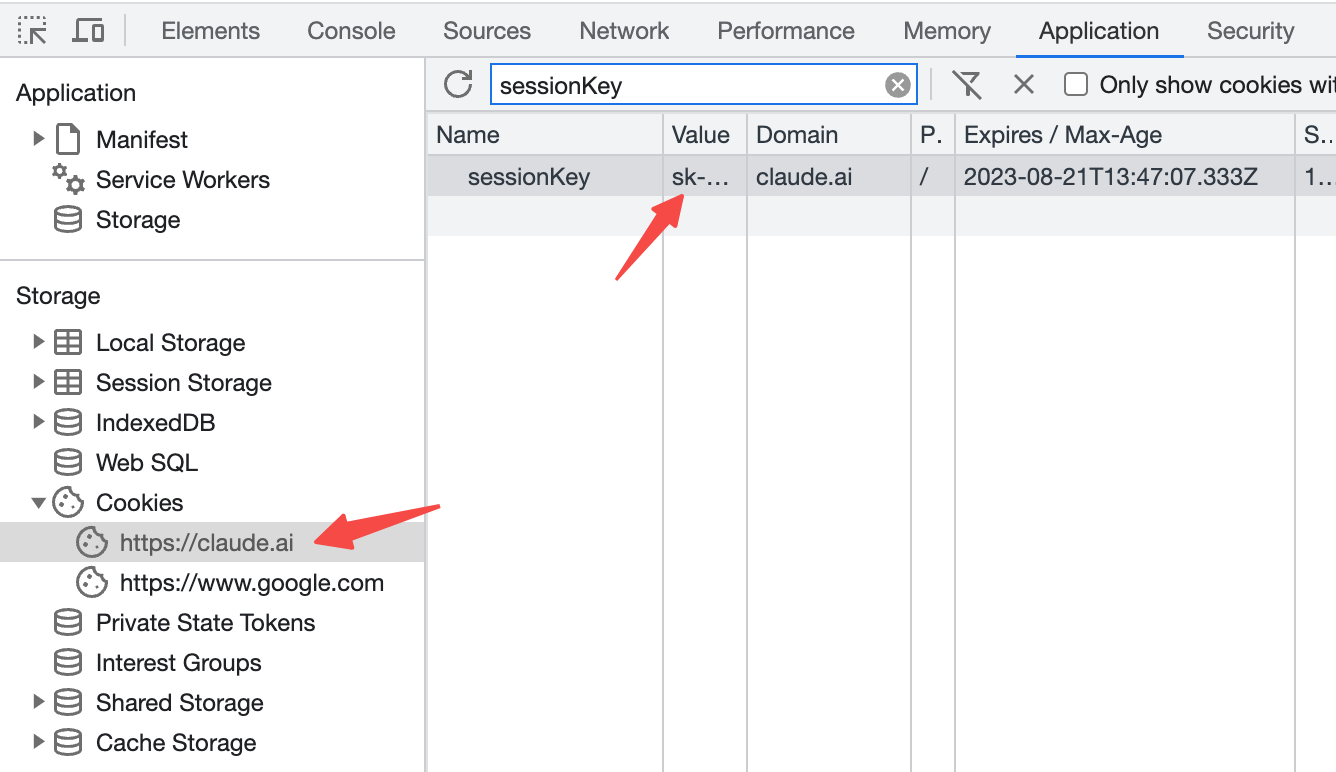 Elements Console Sources Network Performance Memory Application Security
Application
Manifest
Service Workers
Storage
Storage
Local Storage
Session Storage
IndexedDB
Web SQL
Cookies
https://claude.ai
https://www.google.com
Private State Tokens
Interest Groups
Shared Storage
Cache Storage
sessionKey Only show cookies wit
Name Value Domain P. Expires / Max-Age S...
sessionKey sk-... claude.ai / 2023-08-21T13:47:07.333Z 1...